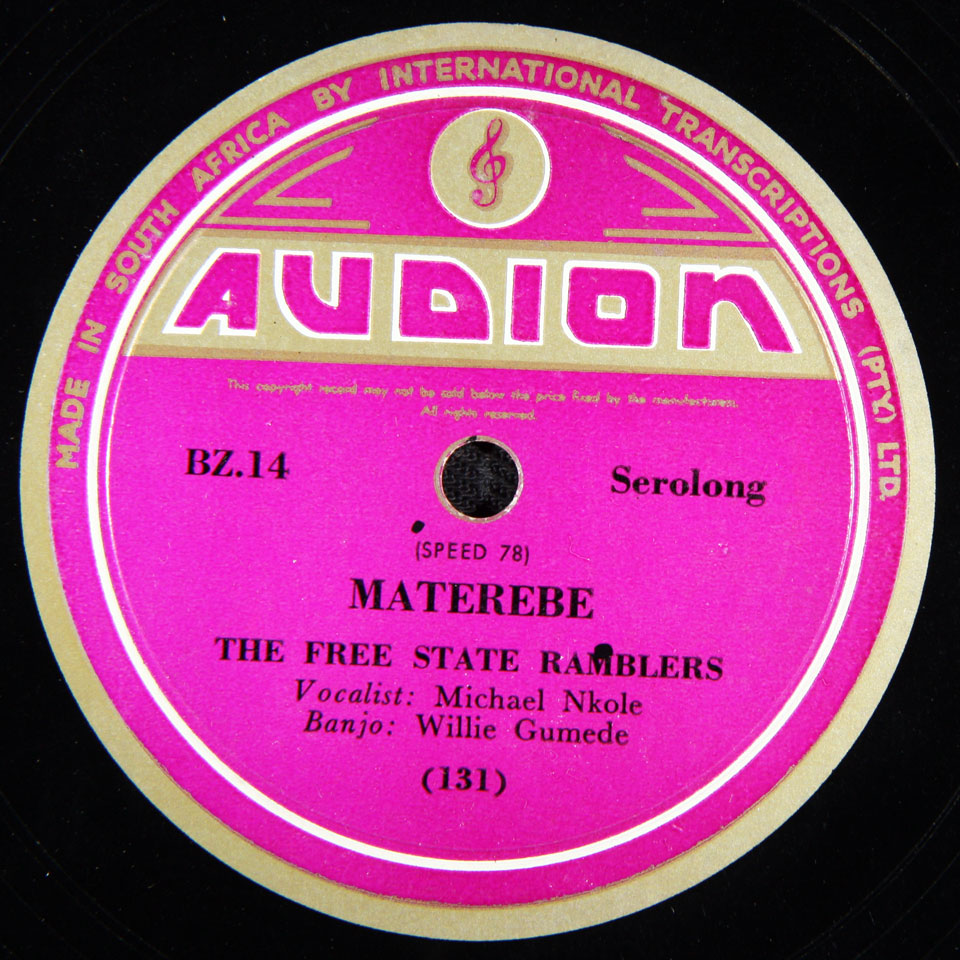 MADE IN SOUTH AFRICA BY INTERNATIONAL TRANSCRIPTIONS (PTY.) LTD.
AUDION
This copyright record may not be sold below the price fixed by the manufacturers.
All rights reserved.
BZ.14
Serolong
(SPEED 78)
MATEREBE
THE FREE STATE RAMBLERS
Vocalist: Michael Nkole
Banjo: Willie Gumede
(131)